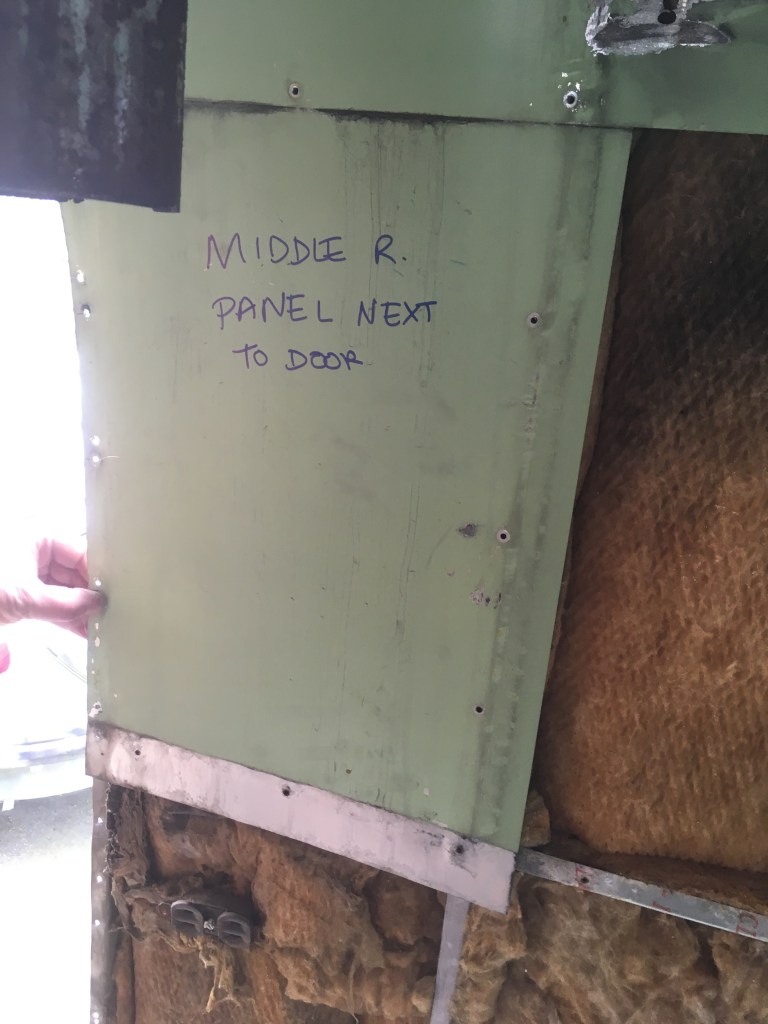 MIDDLE R.
PANEL NEXT
TO DOOR